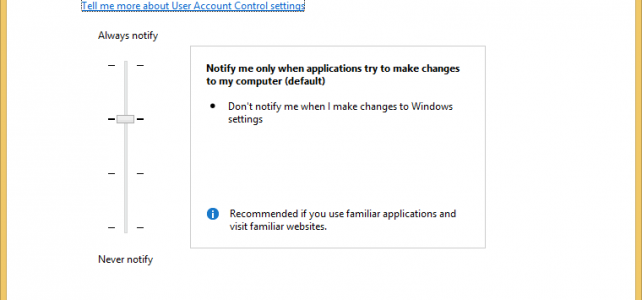 Tell me more about User Account Control settings
Always notify
Notify me only when applications try to make changes
to my computer (default)
• Don't notify me when I make changes to Windows
settings
Recommended if you use familiar applications and
visit familiar websites.
Never notify